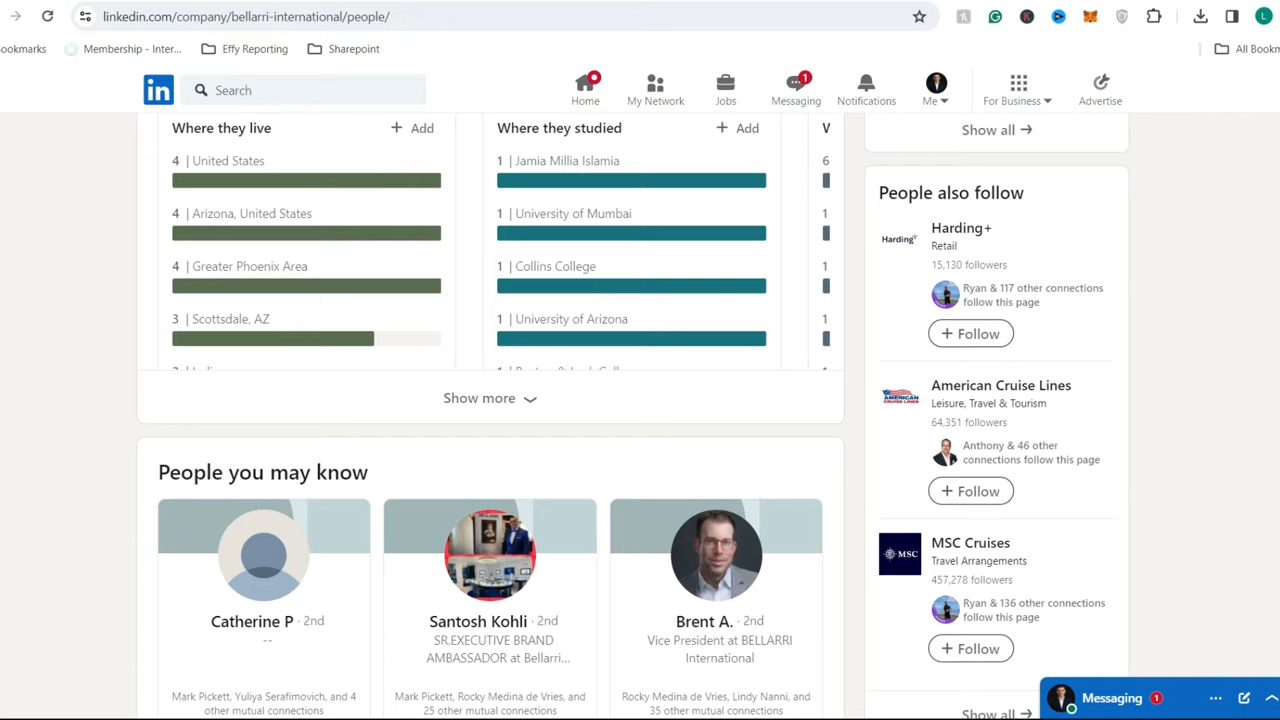 linkedin.com/company/bellarri-international/people/
L
Bookmarks
Membership - Inter...
Effy Reporting
Sharepoint
All Bookm
in
Search
Home
My Network
Jobs
1
Messaging
Notifications
Me
For Business
Advertise
Where they live
+ Add
4 | United States
4 | Arizona, United States
4 | Greater Phoenix Area
3 | Scottsdale, AZ
Where they studied
+ Add
1 | Jamia Millia Islamia
1 | University of Mumbai
1 | Collins College
1 | University of Arizona
W
6
1
1
1
Show more
People you may know
Catherine P · 2nd
--
Mark Pickett, Yuliya Serafimovich, and 4
other mutual connections
Santosh Kohli · 2nd
SR.EXECUTIVE BRAND
AMBASSADOR at Bellarri...
Mark Pickett, Rocky Medina de Vries, and
25 other mutual connections
Brent A. · 2nd
Vice President at BELLARRI
International
Rocky Medina de Vries, Lindy Nanni, and
35 other mutual connections
Show all →
People also follow
Harding+
Harding+
Retail
15,130 followers
Ryan & 117 other connections
follow this page
+ Follow
AMERICAN
CRUISE LINES
American Cruise Lines
Leisure, Travel & Tourism
64,351 followers
Anthony & 46 other
connections follow this page
+ Follow
MSC
MSC Cruises
Travel Arrangements
457,278 followers
Ryan & 136 other connections
follow this page
+ Follow
Show all →
Messaging 1